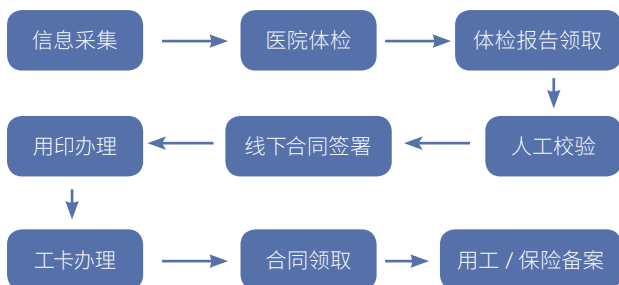 信息采集
医院体检
体检报告领取
人工校验
线下合同签署
用印办理
工卡办理
合同领取
用工 / 保险备案